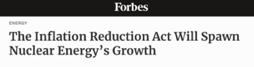 Forbes
ENERGY
The Inflation Reduction Act Will Spawn
Nuclear Energy's Growth